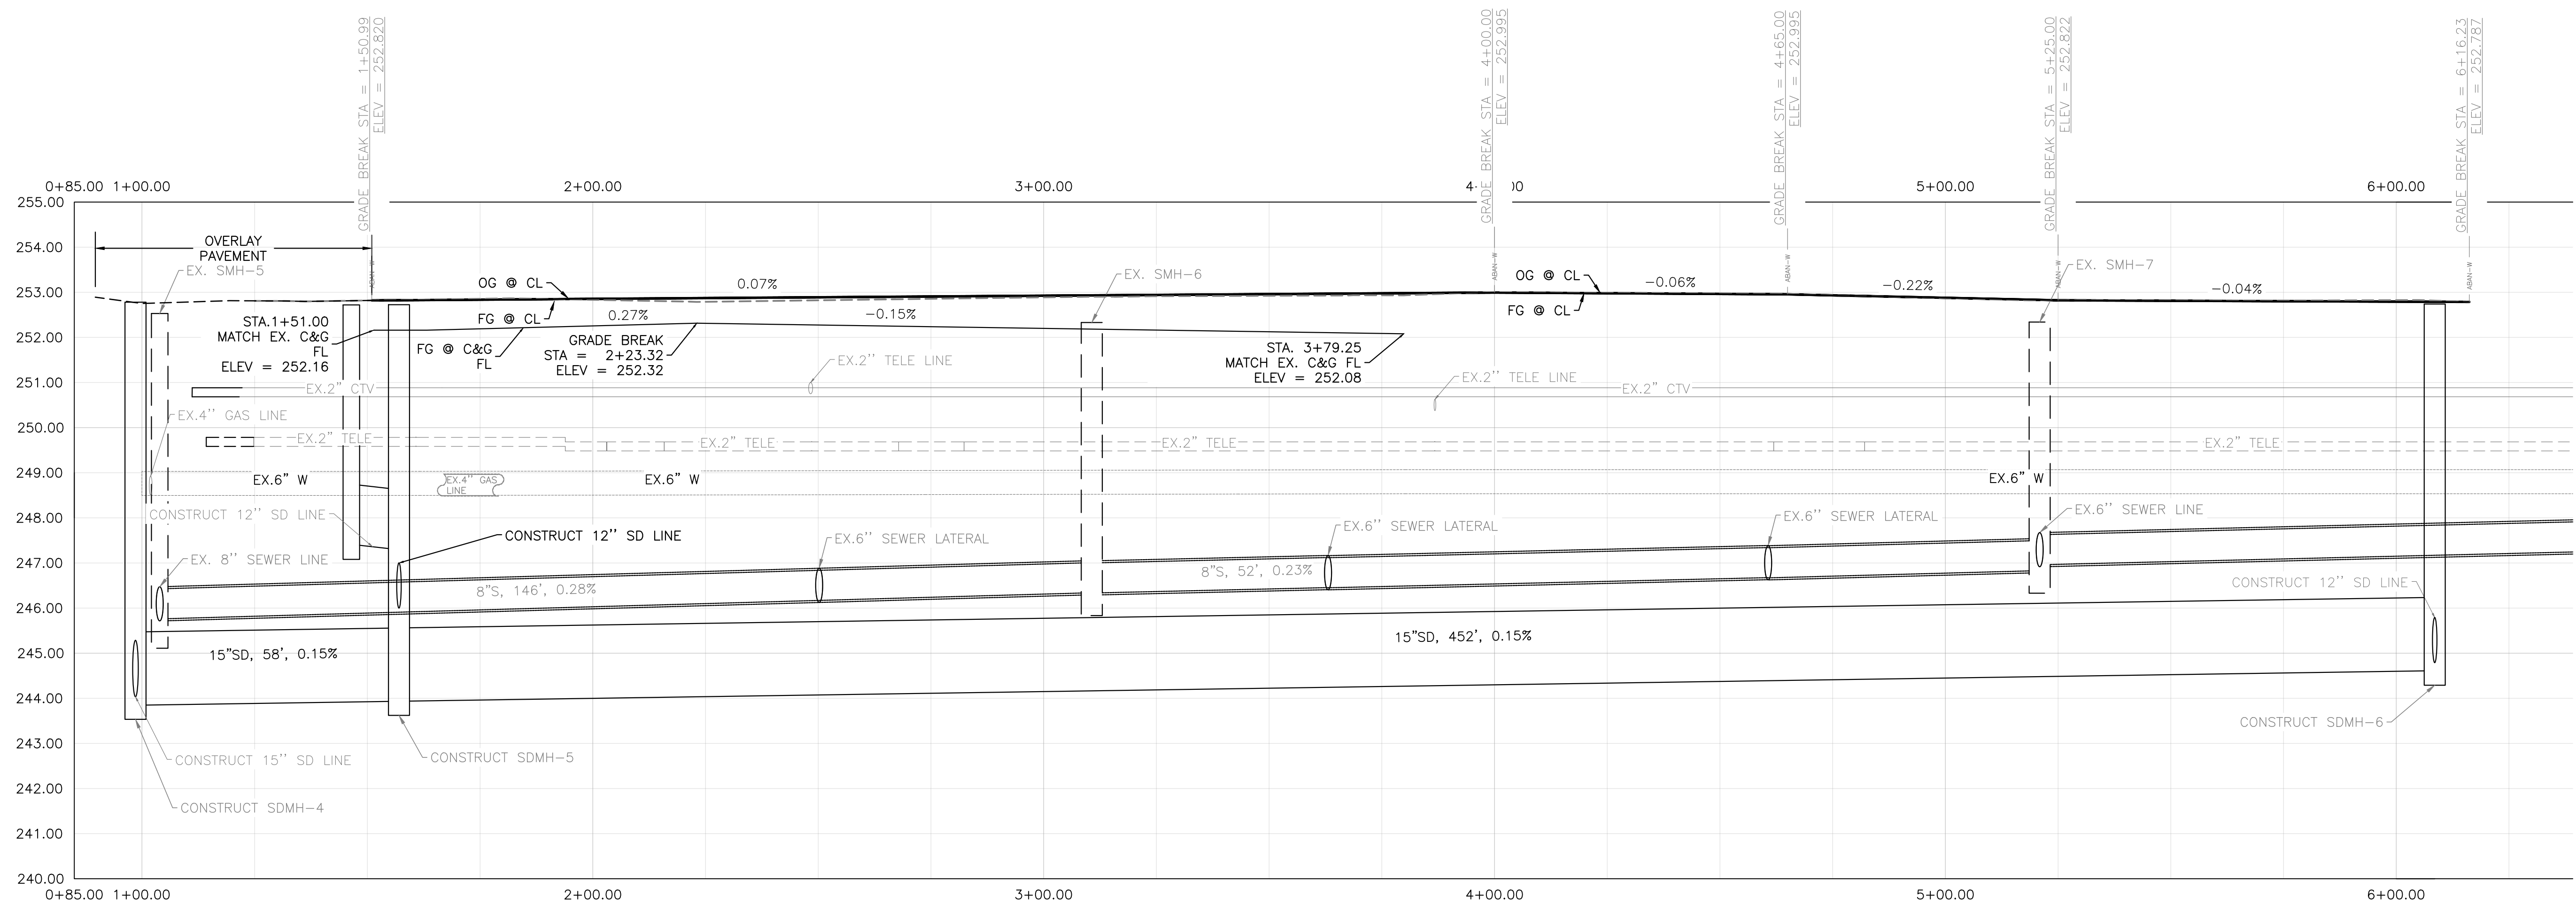 GRADE BREAK STA = 1+50.99
ELEV = 252.820
GRADE BREAK STA = 4+00.00
ELEV = 252.995
GRADE BREAK STA = 4+65.00
ELEV = 252.995
GRADE BREAK STA = 5+25.00
ELEV = 252.822
GRADE BREAK STA = 6+16.23
ELEV = 252.787
0+85.00
1+00.00
2+00.00
3+00.00
5+00.00
6+00.00
255.00
254.00
253.00
252.00
251.00
250.00
249.00
248.00
247.00
246.00
245.00
244.00
243.00
242.00
241.00
240.00
OVERLAY
PAVEMENT
EX. SMH-5
ABAN-W
ABAN-W
ABAN-W
ABAN-W
OG @ CL
FG @ CL
0.07%
EX. SMH-6
OG @ CL
FG @ CL
-0.06%
-0.22%
EX. SMH-7
-0.04%
STA.1+51.00
MATCH EX. C&G
FL
ELEV = 252.16
FG @ C&G
FL
0.27%
-0.15%
GRADE BREAK
STA = 2+23.32
ELEV = 252.32
STA. 3+79.25
MATCH EX. C&G FL
ELEV = 252.08
EX.2'' TELE LINE
EX.2'' TELE LINE
EX.2" CTV
EX.2" CTV
EX.4'' GAS LINE
EX.2" TELE
EX.2" TELE
EX.2" TELE
EX.2" TELE
EX.6" W
EX.4" GAS
LINE
EX.6" W
EX.6" W
CONSTRUCT 12'' SD LINE
CONSTRUCT 12'' SD LINE
EX.6'' SEWER LATERAL
EX.6'' SEWER LATERAL
EX.6'' SEWER LATERAL
EX.6'' SEWER LINE
EX. 8'' SEWER LINE
8"S, 146', 0.28%
8"S, 52', 0.23%
CONSTRUCT 12'' SD LINE
15"SD, 58', 0.15%
15"SD, 452', 0.15%
CONSTRUCT 15'' SD LINE
CONSTRUCT SDMH-4
CONSTRUCT SDMH-5
CONSTRUCT SDMH-6
0+85.00
1+00.00
2+00.00
3+00.00
4+00.00
5+00.00
6+00.00